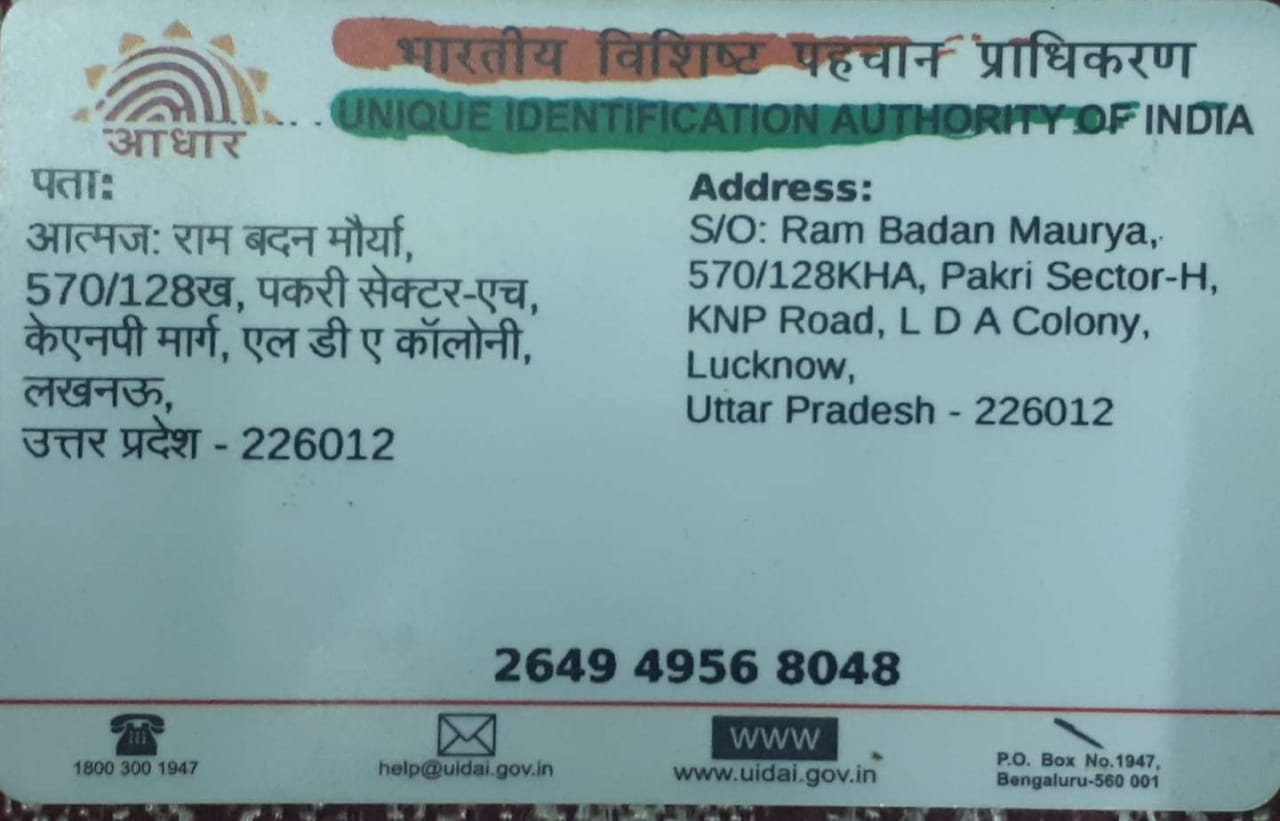 भारतीय विशिष्ट पहचान प्राधिकरण
UNIQUE IDENTIFICATION AUTHORITY OF INDIA
आधार
पता:
आत्मज: राम बदन मौर्या,
570/128ख, पकरी सेक्टर-एच,
केएनपी मार्ग, एल डी ए कॉलोनी,
लखनऊ,
उत्तर प्रदेश - 226012
Address:
S/O: Ram Badan Maurya,
570/128KHA, Pakri Sector-H,
KNP Road, L D A Colony,
Lucknow,
Uttar Pradesh - 226012
2649 4956 8048
1800 300 1947
help@uidai.gov.in
WWW
www.uidai.gov.in
P.O. Box No.1947,
Bengaluru-560 001